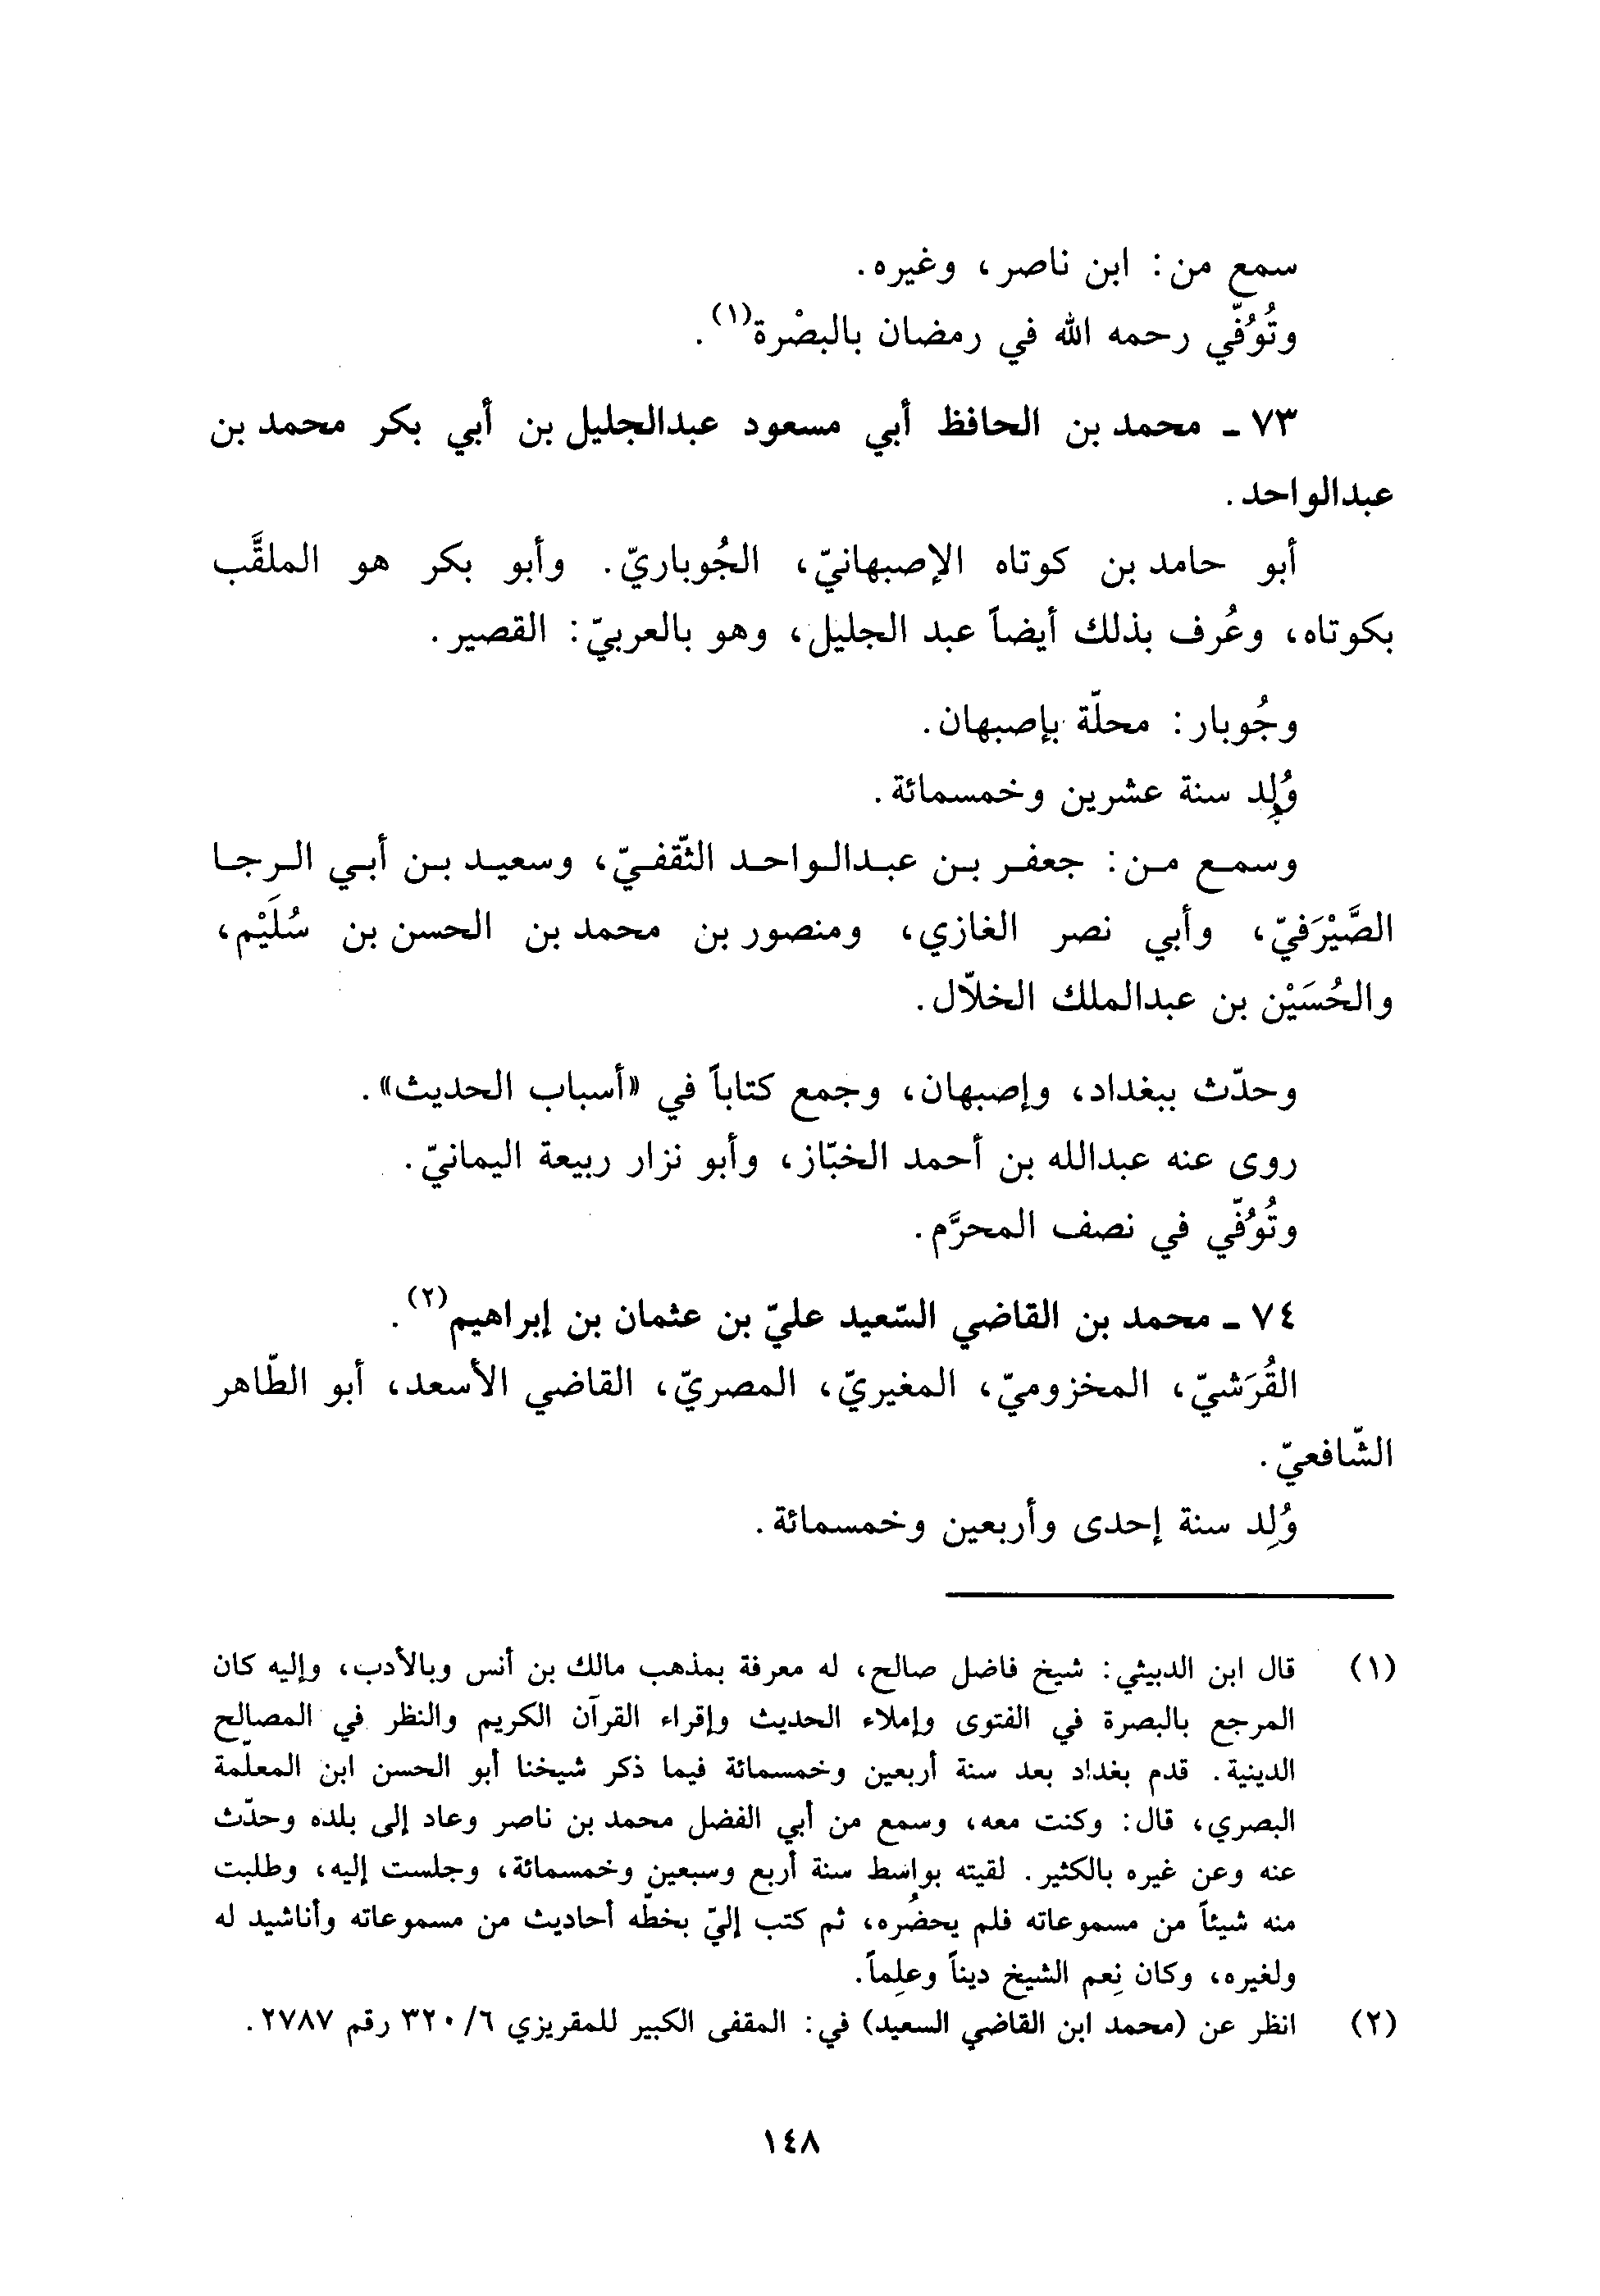 سمع من: ابن ناصر، وغيره.
وتُوُفّي رحمه الله في رمضان بالبصْرة(١).
٧٣ ـ محمد بن الحافظ أبي مسعود عبدالجليل بن أبي بكر محمد بن
عبدالواحد.
أبو حامد بن كوتاه الإصبهانيّ، الجُوباريّ. وأبو بكر هو الملقَّب
بكوتاه، وعُرف بذلك أيضاً عبد الجليل، وهو بالعربيّ: القصير.
وجُوبار: محلّة بإصبهان.
وُلِد سنة عشرين وخمسمائة.
وسمع من: جعفر بن عبدالواحد الثّقفيّ، وسعيد بن أبي الرجا
الصَّيْرَفيّ، وأبي نصر الغازي، ومنصور بن محمد بن الحسن بن سُلَيْم،
والحُسَيْن بن عبدالملك الخلاّل.
وحدّث ببغداد، وإصبهان، وجمع كتاباً في «أسباب الحديث».
روى عنه عبدالله بن أحمد الخبّاز، وأبو نزار ربيعة اليمانيّ.
وتُوُفّي في نصف المحرَّم.
٧٤ ـ محمد بن القاضي السّعيد عليّ بن عثمان بن إبراهيم(٢).
القُرَشيّ، المخزوميّ، المغيريّ، المصريّ، القاضي الأسعد، أبو الطّاهر
الشّافعيّ.
وُلِد سنة إحدى وأربعين وخمسمائة.
(١) قال ابن الدبيثي: شيخ فاضل صالح، له معرفة بمذهب مالك بن أنس وبالأدب، وإليه كان
المرجع بالبصرة في الفتوى وإملاء الحديث وإقراء القرآن الكريم والنظر في المصالح
الدينية. قدم بغداد بعد سنة أربعين وخمسمائة فيما ذكر شيخنا أبو الحسن ابن المعلّمة
البصري، قال: وكنت معه، وسمع من أبي الفضل محمد بن ناصر وعاد إلى بلده وحدّث
عنه وعن غيره بالكثير. لقيته بواسط سنة أربع وسبعين وخمسمائة، وجلست إليه، وطلبت
منه شيئاً من مسموعاته فلم يحضُره، ثم كتب إليّ بخطّه أحاديث من مسموعاته وأناشيد له
ولغيره، وكان نِعم الشيخ ديناً وعلِماً.
(٢) انظر عن (محمد ابن القاضي السعيد) في: المقفى الكبير للمقريزي ٦/ ٣٢٠ رقم ٢٧٨٧.
١٤٨